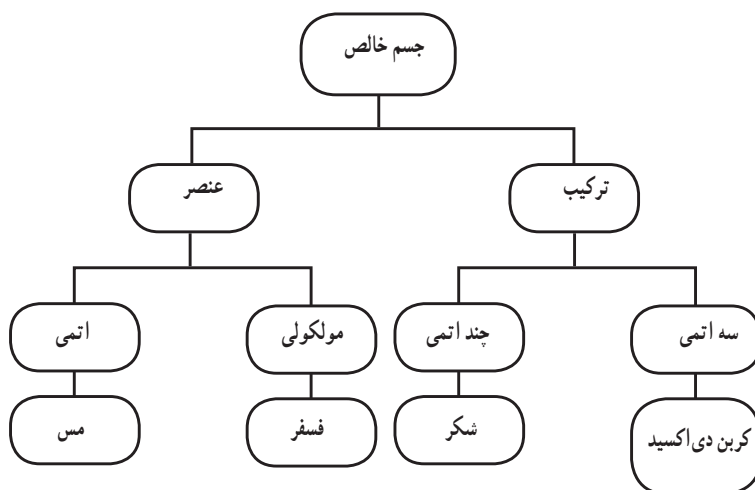 جسم خالص
ترکیب
عنصر
سه اتمی
چند اتمی
مولکولی
اتمی
کربن دی‌اکسید
شکر
فسفر
مس